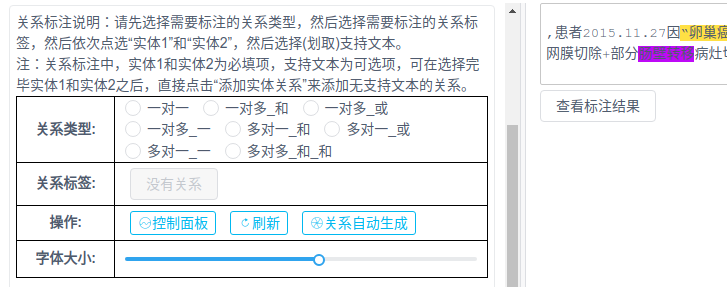 关系标注说明：请先选择需要标注的关系类型，然后选择需要标注的关系标
签，然后依次点选“实体1”和“实体2”，然后选择(划取)支持文本。
注：关系标注中，实体1和实体2为必填项，支持文本为可选项，可在选择完
毕实体1和实体2之后，直接点击“添加实体关系”来添加无支持文本的关系。
关系类型:
一对一 一对多_和 一对多_或
一对多_一 多对一_和 多对一_或
多对一_一 多对多_和_和
关系标签: 没有关系
操作: 控制面板 刷新 关系自动生成
字体大小:
,患者2015.11.27因“卵巢癌
网膜切除+部分病灶切
查看标注结果